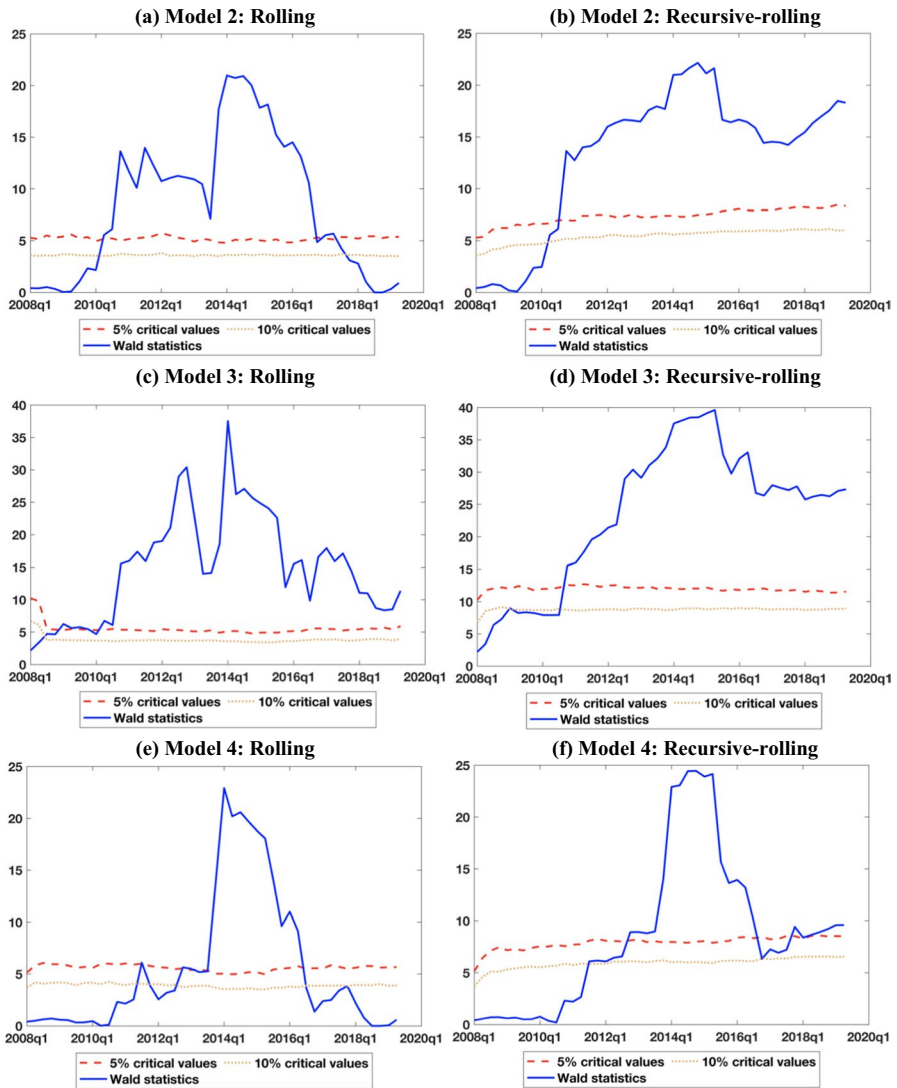 (a) Model 2: Rolling
25
20
15
10
5
0
2008q1 2010q1 2012q1 2014q1 2016q1 2018q1 2020q1
5% critical values 10% critical values
Wald statistics
(b) Model 2: Recursive-rolling
25
20
15
10
5
0
2008q1 2010q1 2012q1 2014q1 2016q1 2018q1 2020q1
5% critical values 10% critical values
Wald statistics
(c) Model 3: Rolling
40
35
30
25
20
15
10
5
0
2008q1 2010q1 2012q1 2014q1 2016q1 2018q1 2020q1
5% critical values 10% critical values
Wald statistics
(d) Model 3: Recursive-rolling
40
35
30
25
20
15
10
5
0
2008q1 2010q1 2012q1 2014q1 2016q1 2018q1 2020q1
5% critical values 10% critical values
Wald statistics
(e) Model 4: Rolling
25
20
15
10
5
0
2008q1 2010q1 2012q1 2014q1 2016q1 2018q1 2020q1
5% critical values 10% critical values
Wald statistics
(f) Model 4: Recursive-rolling
25
20
15
10
5
0
2008q1 2010q1 2012q1 2014q1 2016q1 2018q1 2020q1
5% critical values 10% critical values
Wald statistics